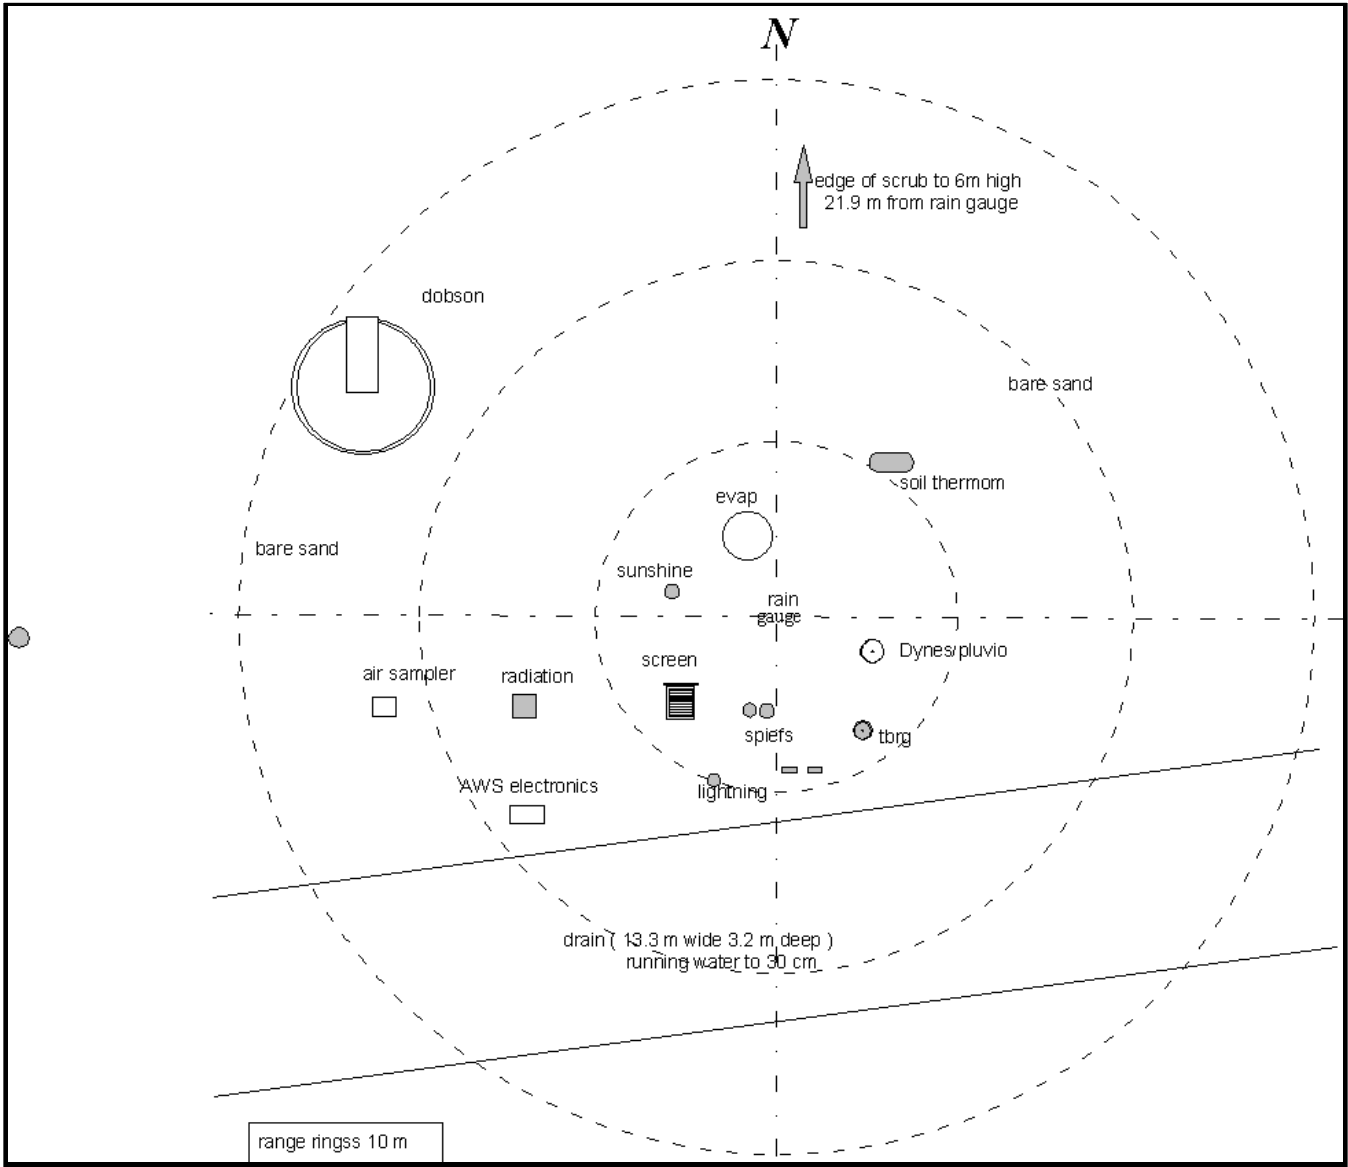 N
edge of scrub to 6m high
21.9 m from rain gauge
dobson
bare sand
soil thermom
evap
bare sand
sunshine
rain
gauge
Dynes/pluvio
screen
air sampler
radiation
spiefs
tbrg
AWS electronics
lightning
drain ( 13.3 m wide 3.2 m deep )
running water to 30 cm
range ringss 10 m